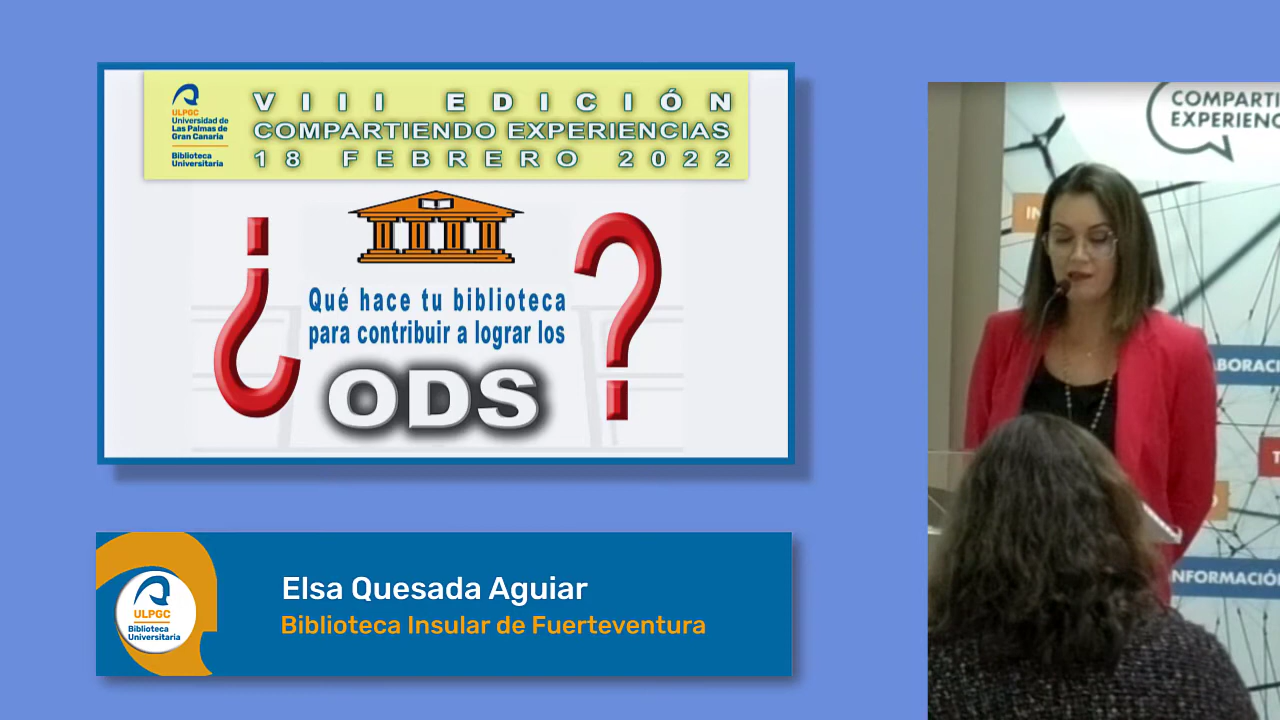 VIII EDICIÓN
COMPARTIENDO EXPERIENCIAS
18 FEBRERO 2022
ULPGC
Universidad de
Las Palmas de
Gran Canaria
Biblioteca
Universitaria
¿Qué hace tu biblioteca
para contribuir a lograr los
ODS?
Elsa Quesada Aguiar
Biblioteca Insular de Fuerteventura
ULPGC
Biblioteca
Universitaria
COMPARTI
EXPERIENC
IN
BORACI
T
NFORMACIÓ